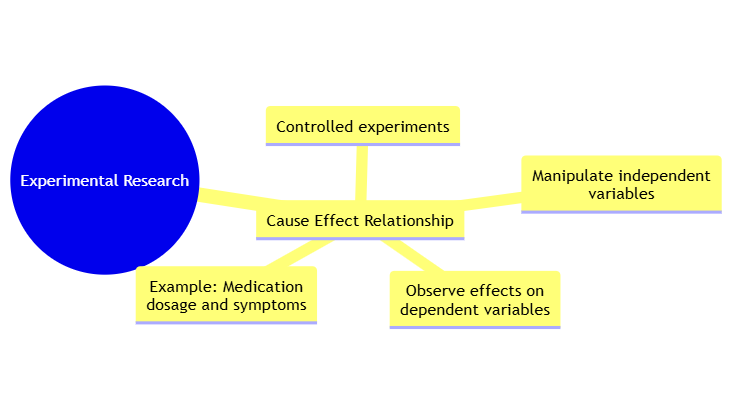 Controlled experiments
Experimental Research
Manipulate independent
variables
Cause Effect Relationship
Example: Medication
dosage and symptoms
Observe effects on
dependent variables